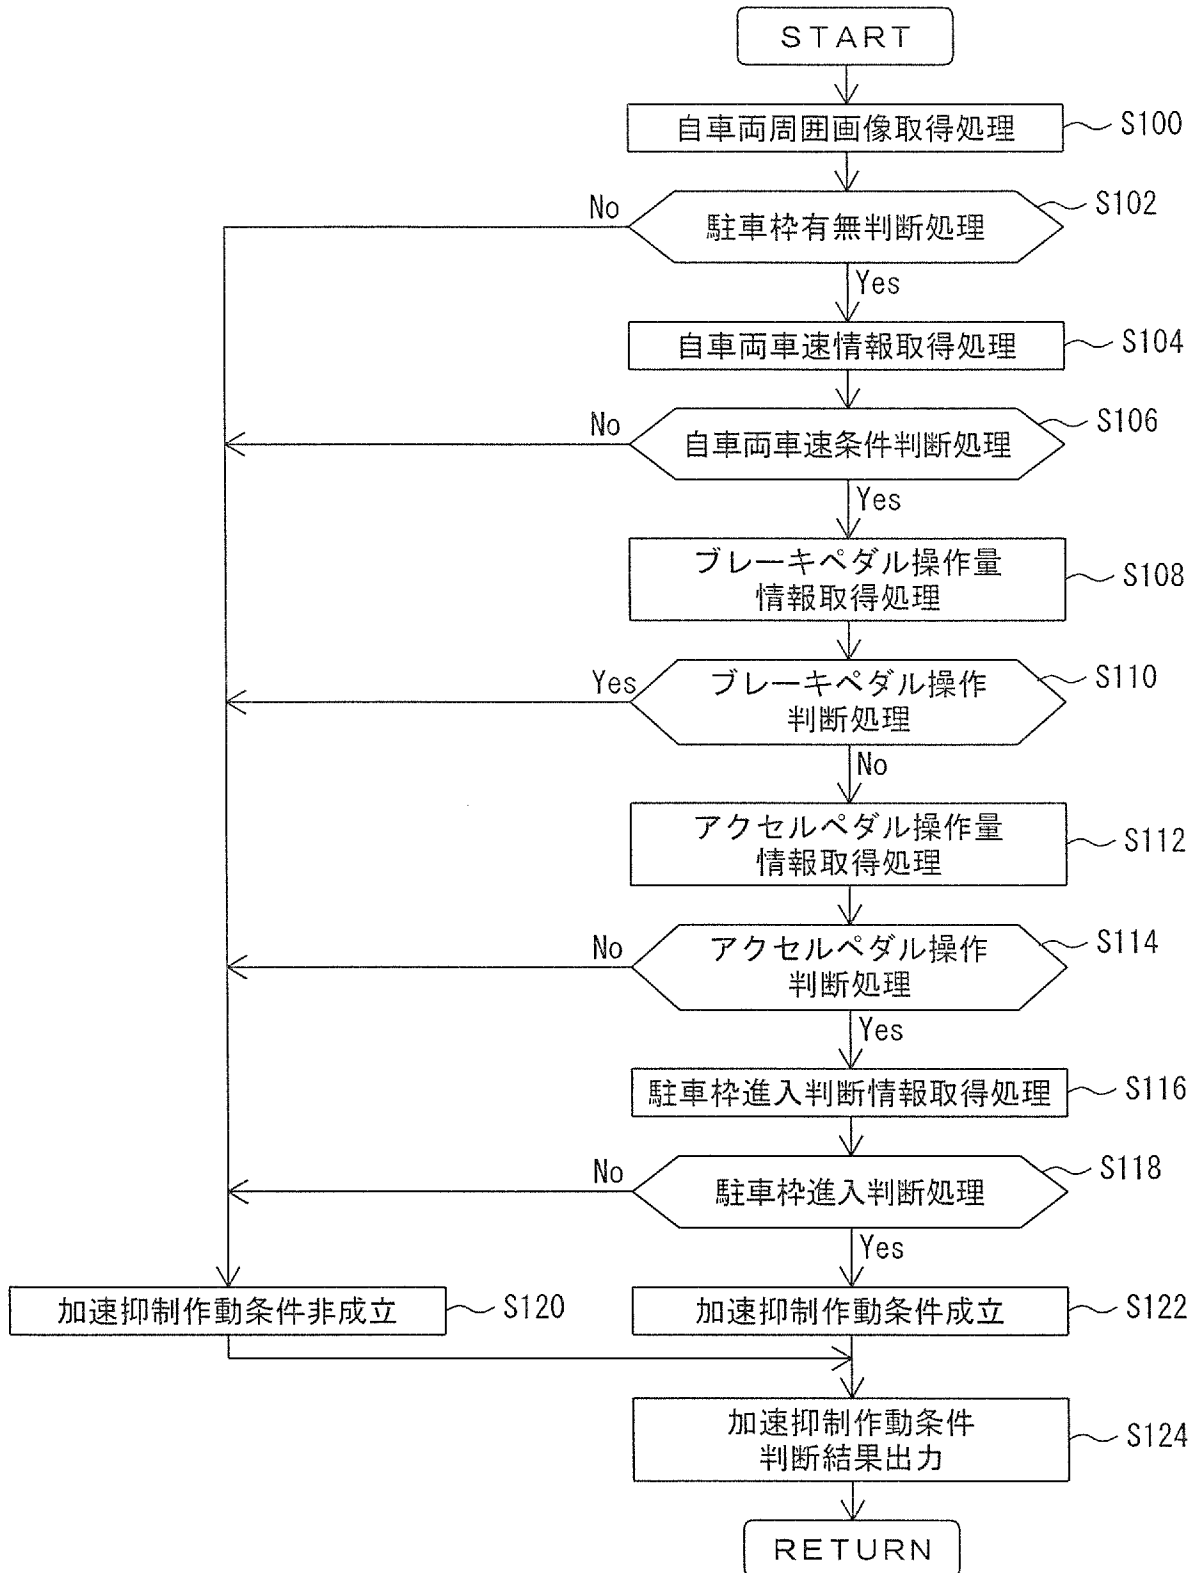 START
自車両周囲画像取得処理
S100
駐車枠有無判断処理
S102
No
Yes
自車両車速情報取得処理
S104
自車両車速条件判断処理
S106
No
Yes
ブレーキペダル操作量
情報取得処理
S108
ブレーキペダル操作
判断処理
S110
Yes
No
アクセルペダル操作量
情報取得処理
S112
アクセルペダル操作
判断処理
S114
No
Yes
駐車枠進入判断情報取得処理
S116
駐車枠進入判断処理
S118
No
Yes
加速抑制作動条件非成立
S120
加速抑制作動条件成立
S122
加速抑制作動条件
判断結果出力
S124
RETURN